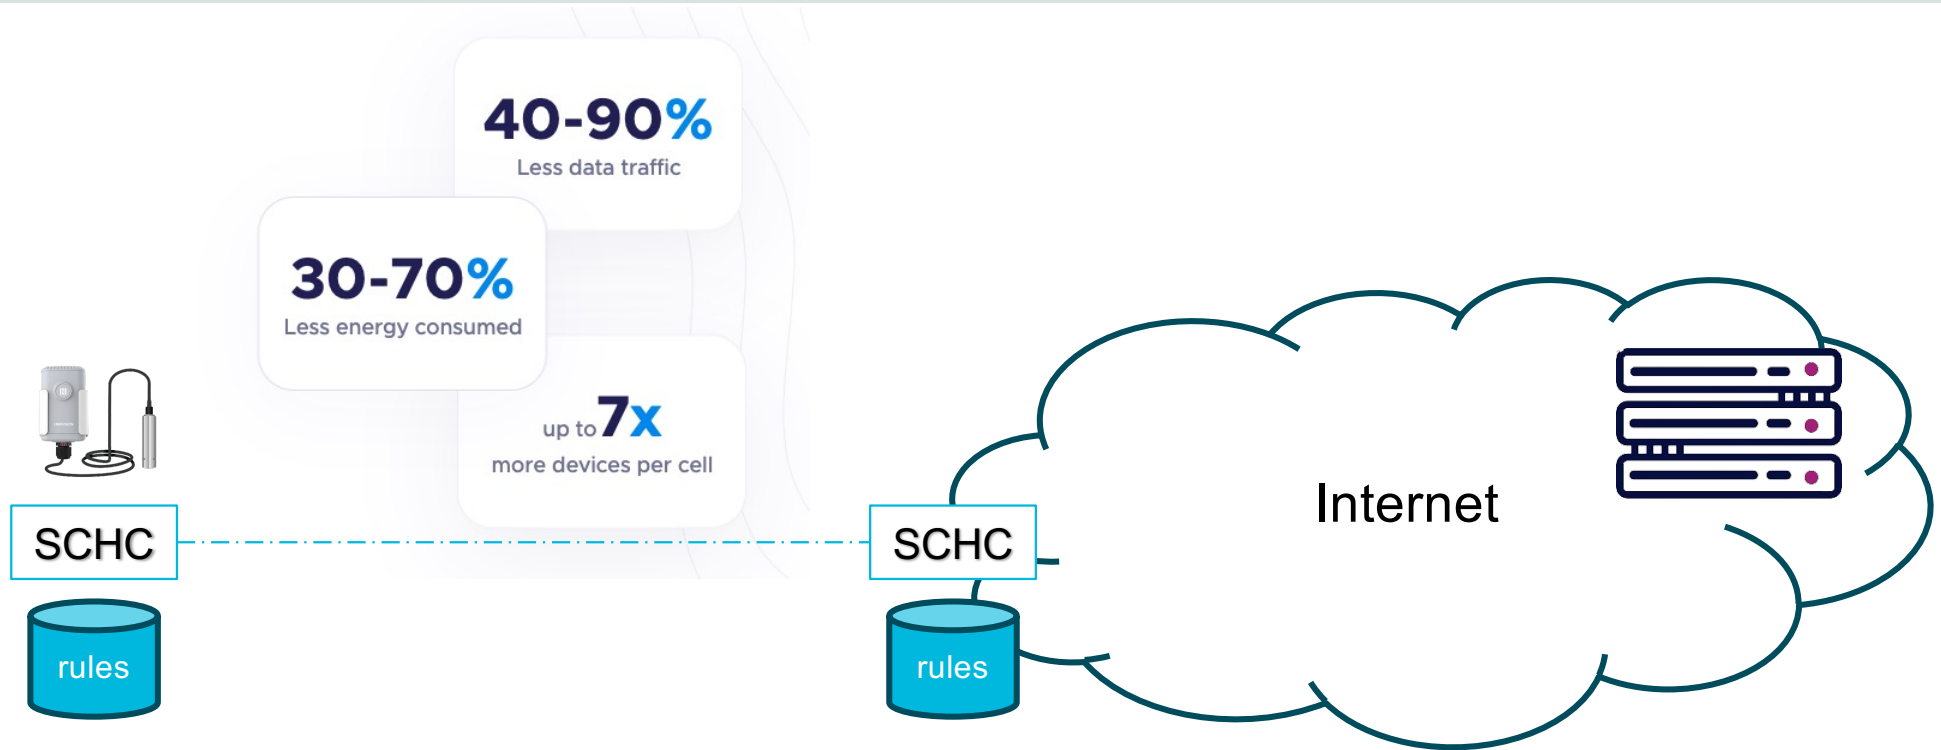 40-90%
Less data traffic
30-70%
Less energy consumed
up to 7x
more devices per cell
Internet
SCHC
SCHC
rules
rules